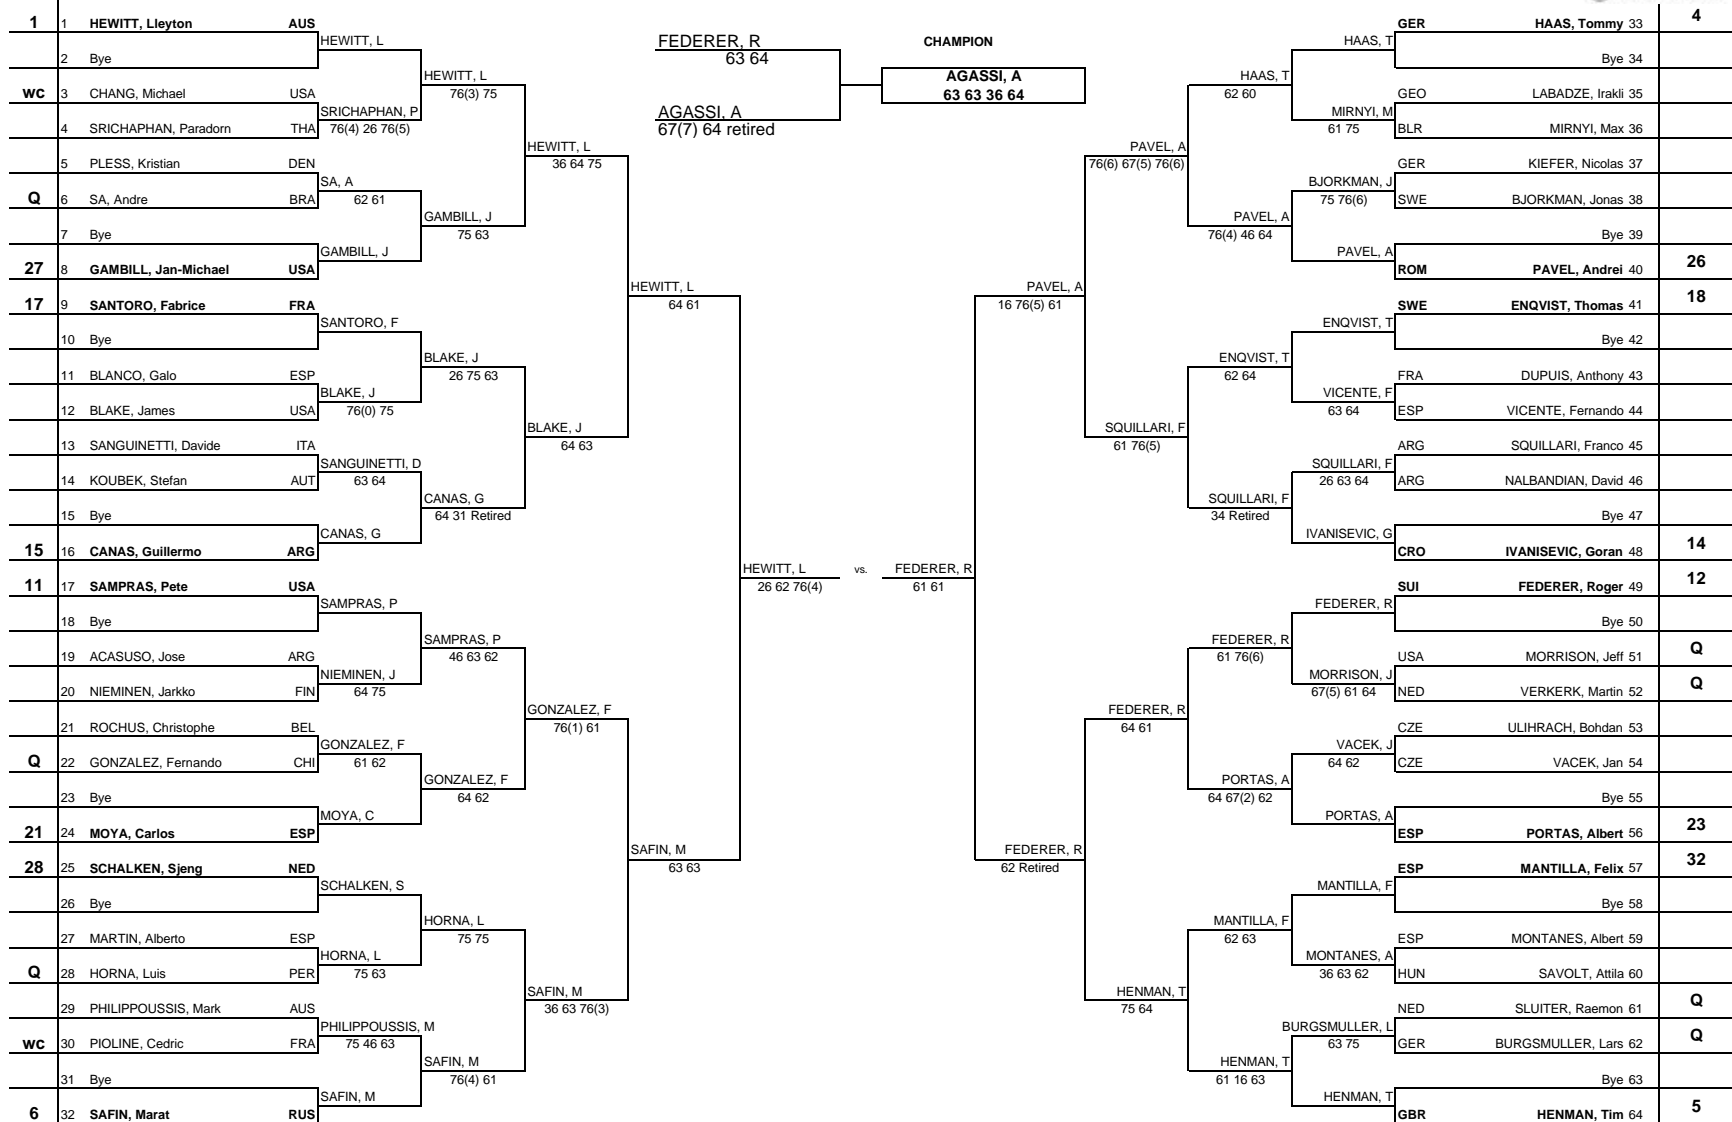 1 1 HEWITT, Lleyton AUS
2 Bye
WC 3 CHANG, Michael USA
4 SRICHAPHAN, Paradorn THA
5 PLESS, Kristian DEN
Q 6 SA, Andre BRA
7 Bye
27 8 GAMBILL, Jan-Michael USA
17 9 SANTORO, Fabrice FRA
10 Bye
11 BLANCO, Galo ESP
12 BLAKE, James USA
13 SANGUINETTI, Davide ITA
14 KOUBEK, Stefan AUT
15 Bye
15 16 CANAS, Guillermo ARG
11 17 SAMPRAS, Pete USA
18 Bye
19 ACASUSO, Jose ARG
20 NIEMINEN, Jarkko FIN
21 ROCHUS, Christophe BEL
Q 22 GONZALEZ, Fernando CHI
23 Bye
21 24 MOYA, Carlos ESP
28 25 SCHALKEN, Sjeng NED
26 Bye
27 MARTIN, Alberto ESP
Q 28 HORNA, Luis PER
29 PHILIPPOUSSIS, Mark AUS
WC 30 PIOLINE, Cedric FRA
31 Bye
6 32 SAFIN, Marat RUS
HEWITT, L
SRICHAPHAN, P
76(4) 26 76(5)
SA, A
62 61
GAMBILL, J
SANTORO, F
BLAKE, J
76(0) 75
SANGUINETTI, D
63 64
CANAS, G
SAMPRAS, P
NIEMINEN, J
64 75
GONZALEZ, F
61 62
MOYA, C
SCHALKEN, S
HORNA, L
75 63
PHILIPPOUSSIS, M
75 46 63
SAFIN, M
HEWITT, L
76(3) 75
GAMBILL, J
75 63
BLAKE, J
26 75 63
CANAS, G
64 31 Retired
SAMPRAS, P
46 63 62
GONZALEZ, F
64 62
HORNA, L
75 75
SAFIN, M
76(4) 61
HEWITT, L
36 64 75
BLAKE, J
64 63
GONZALEZ, F
76(1) 61
SAFIN, M
36 63 76(3)
HEWITT, L
64 61
SAFIN, M
63 63
HEWITT, L
26 62 76(4)
vs.
FEDERER, R
63 64
AGASSI, A
67(7) 64 retired
CHAMPION
AGASSI, A
63 63 36 64
FEDERER, R
61 61
PAVEL, A
16 76(5) 61
FEDERER, R
62 Retired
PAVEL, A
76(6) 67(5) 76(6)
SQUILLARI, F
61 76(5)
FEDERER, R
64 61
HENMAN, T
75 64
HAAS, T
62 60
PAVEL, A
76(4) 46 64
ENQVIST, T
62 64
SQUILLARI, F
34 Retired
FEDERER, R
61 76(6)
PORTAS, A
64 67(2) 62
MANTILLA, F
62 63
HENMAN, T
61 16 63
HAAS, T
MIRNYI, M
61 75
BJORKMAN, J
75 76(6)
PAVEL, A
ENQVIST, T
VICENTE, F
63 64
SQUILLARI, F
26 63 64
IVANISEVIC, G
FEDERER, R
MORRISON, J
67(5) 61 64
VACEK, J
64 62
PORTAS, A
MANTILLA, F
MONTANES, A
36 63 62
BURGSMULLER, L
63 75
HENMAN, T
GER HAAS, Tommy 33 4
Bye 34
GEO LABADZE, Irakli 35
BLR MIRNYI, Max 36
GER KIEFER, Nicolas 37
SWE BJORKMAN, Jonas 38
Bye 39
ROM PAVEL, Andrei 40 26
SWE ENQVIST, Thomas 41 18
Bye 42
FRA DUPUIS, Anthony 43
ESP VICENTE, Fernando 44
ARG SQUILLARI, Franco 45
ARG NALBANDIAN, David 46
Bye 47
CRO IVANISEVIC, Goran 48 14
SUI FEDERER, Roger 49 12
Bye 50
USA MORRISON, Jeff 51 Q
NED VERKERK, Martin 52 Q
CZE ULIHRACH, Bohdan 53
CZE VACEK, Jan 54
Bye 55
ESP PORTAS, Albert 56 23
ESP MANTILLA, Felix 57 32
Bye 58
ESP MONTANES, Albert 59
HUN SAVOLT, Attila 60
NED SLUITER, Raemon 61 Q
GER BURGSMULLER, Lars 62 Q
Bye 63
GBR HENMAN, Tim 64 5